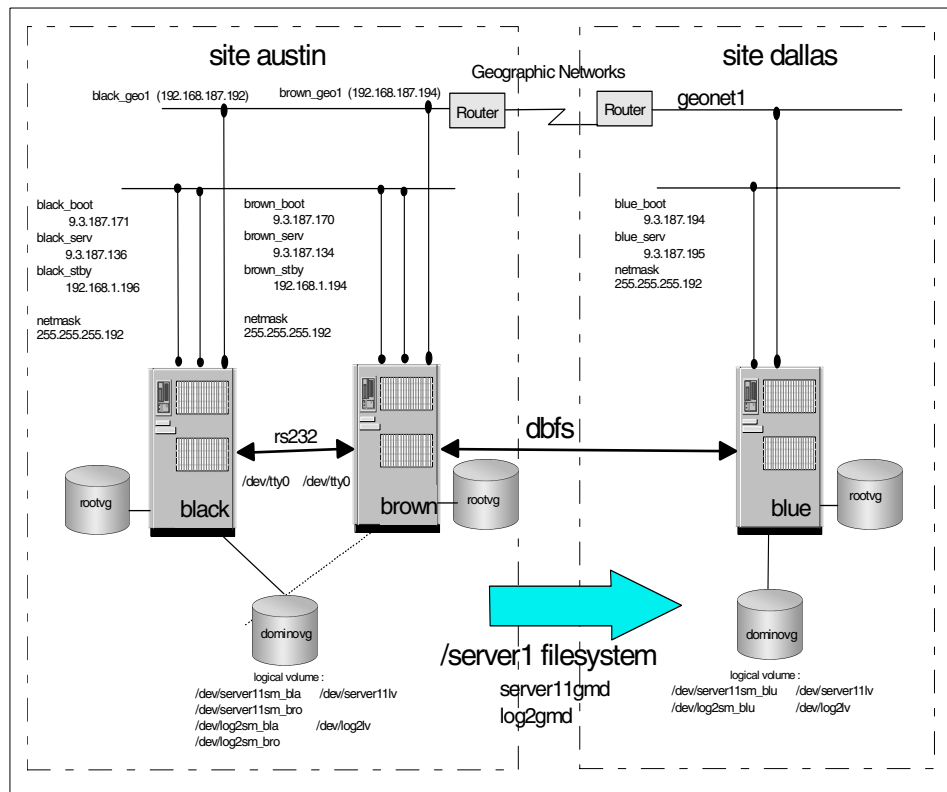 site austin
site dallas
Geographic Networks
black_geo1 (192.168.187.192)
brown_geo1 (192.168.187.194)
Router
Router
geonet1
black_boot
9.3.187.171
black_serv
9.3.187.136
black_stby
192.168.1.196
netmask
255.255.255.192
brown_boot
9.3.187.170
brown_serv
9.3.187.134
brown_stby
192.168.1.194
netmask
255.255.255.192
blue_boot
9.3.187.194
blue_serv
9.3.187.195
netmask
255.255.255.192
rs232
/dev/tty0
/dev/tty0
dbfs
rootvg
black
brown
rootvg
blue
rootvg
dominovg
logical volume :
/dev/server11sm_bla /dev/server11lv
/dev/server11sm_bro
/dev/log2sm_bla /dev/log2lv
/dev/log2sm_bro
/server1 filesystem
server11gmd
log2gmd
dominovg
logical volume :
/dev/server11sm_blu /dev/server11lv
/dev/log2sm_blu /dev/log2lv